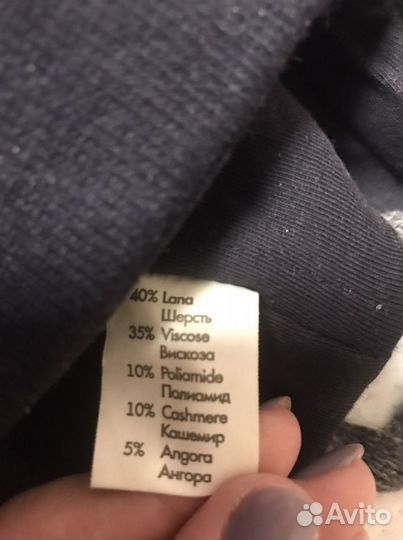 40% Lana
Шерсть
35% Viscose
Вискоза
10% Poliamide
Полиамид
10% Cashmere
Кашемир
5% Angora
Ангора
Avito